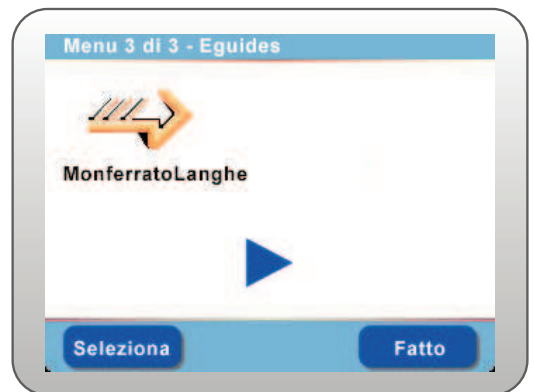 Menu 3 di 3 - Eguides
MonferratoLanghe
Seleziona
Fatto